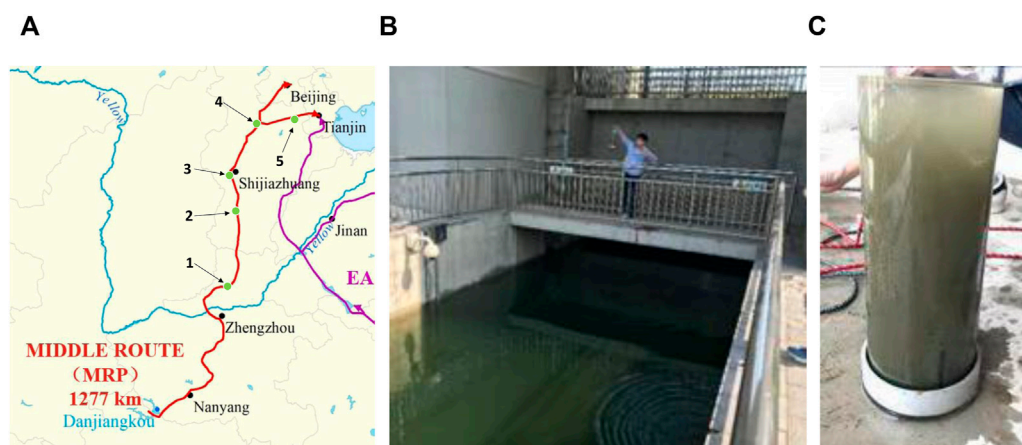 A
B
C
Yellow
Beijing
4
Tianjin
5
3
Shijiazhuang
2
Jinan
Yellow
1
EA
Zhengzhou
MIDDLE ROUTE
（MRP）
1277 km
Nanyang
Danjiangkou